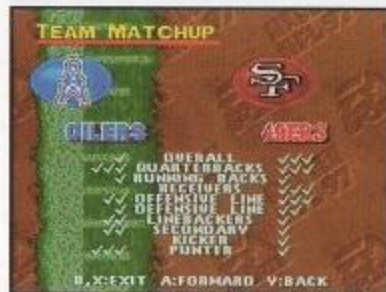 TEAM MATCHUP
SF
OILERS 49ERS
OVERALL
QUARTERBACKS
RUNNING BACKS
RECEIVERS
OFFENSIVE LINE
DEFENSIVE LINE
LINEBACKERS
SECONDARY
KICKER
PUNTER
B,X:EXIT A:FORWARD Y:BACK